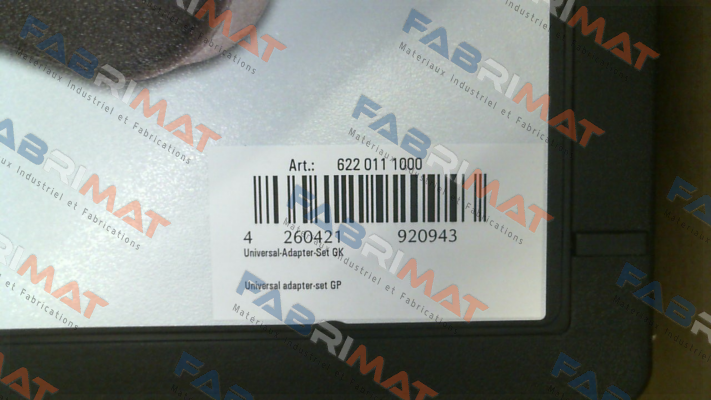 Art.: 622 011 1000
4 260421 920943
Universal-Adapter-Set GK
Universal adapter-set GP
FABRIMAT
Matériaux Industriel et Fabrications